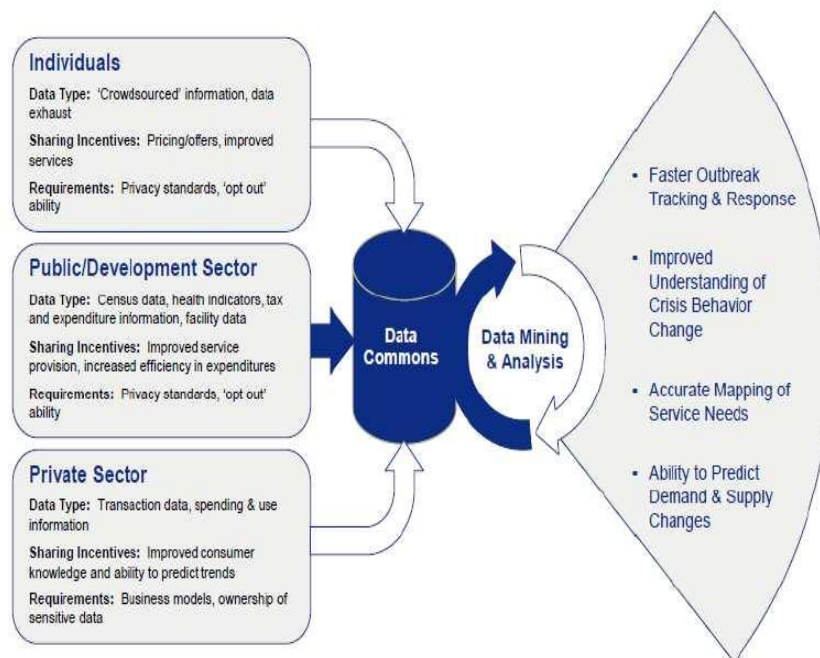 Individuals
Data Type: 'Crowdsourced' information, data
exhaust
Sharing Incentives: Pricing/offers, improved
services
Requirements: Privacy standards, 'opt out'
ability
Public/Development Sector
Data Type: Census data, health indicators, tax
and expenditure information, facility data
Sharing Incentives: Improved service
provision, increased efficiency in expenditures
Requirements: Privacy standards, 'opt out'
ability
Private Sector
Data Type: Transaction data, spending & use
information
Sharing Incentives: Improved consumer
knowledge and ability to predict trends
Requirements: Business models, ownership of
sensitive data
Data
Commons
Data Mining
& Analysis
▪ Faster Outbreak
Tracking & Response
▪ Improved
Understanding of
Crisis Behavior
Change
▪ Accurate Mapping of
Service Needs
▪ Ability to Predict
Demand & Supply
Changes